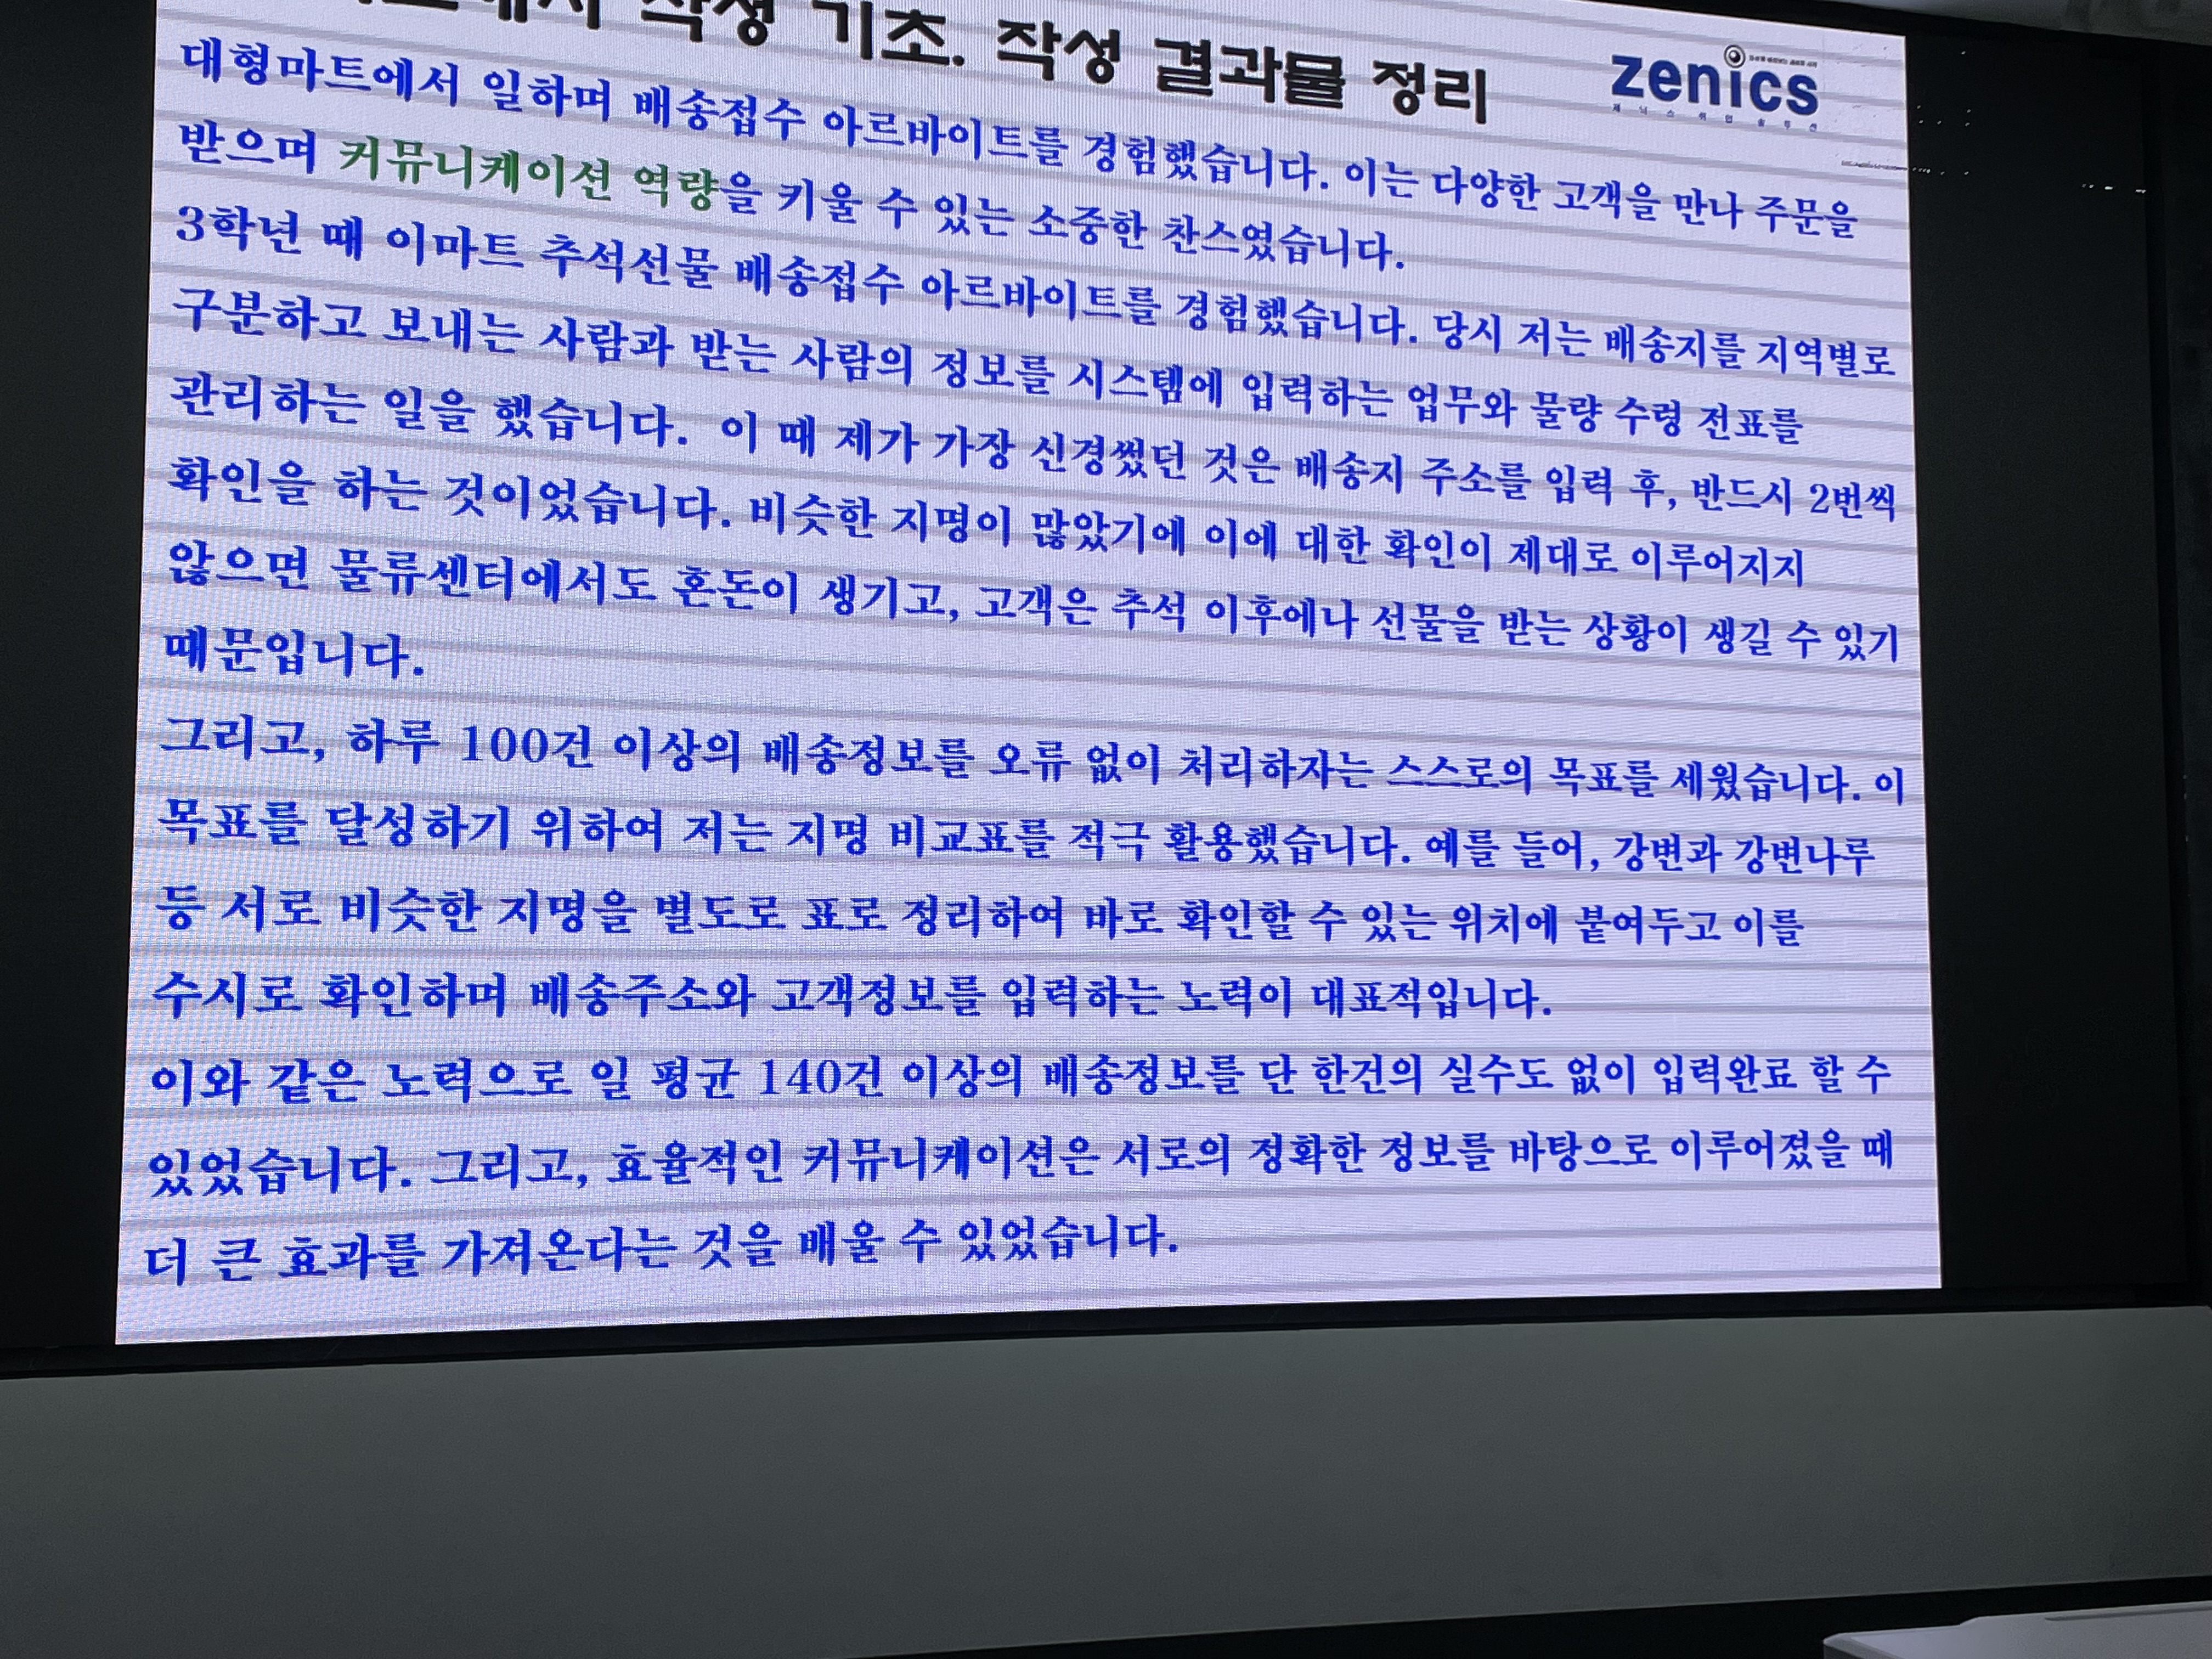 작성 기초. 작성 결과물 정리
zenics
제닉스취업솔루션
대형마트에서 일하며 배송접수 아르바이트를 경험했습니다. 이는 다양한 고객을 만나 주문을
받으며 커뮤니케이션 역량을 키울 수 있는 소중한 찬스였습니다.
3학년 때 이마트 추석선물 배송접수 아르바이트를 경험했습니다. 당시 저는 배송지를 지역별로
구분하고 보내는 사람과 받는 사람의 정보를 시스템에 입력하는 업무와 물량 수령 전표를
관리하는 일을 했습니다. 이 때 제가 가장 신경썼던 것은 배송지 주소를 입력 후, 반드시 2번씩
확인을 하는 것이었습니다. 비슷한 지명이 많았기에 이에 대한 확인이 제대로 이루어지지
않으면 물류센터에서도 혼돈이 생기고, 고객은 추석 이후에나 선물을 받는 상황이 생길 수 있기
때문입니다.
그리고, 하루 100건 이상의 배송정보를 오류 없이 처리하자는 스스로의 목표를 세웠습니다. 이
목표를 달성하기 위하여 저는 지명 비교표를 적극 활용했습니다. 예를 들어, 강변과 강변나루
등 서로 비슷한 지명을 별도로 표로 정리하여 바로 확인할 수 있는 위치에 붙여두고 이를
수시로 확인하며 배송주소와 고객정보를 입력하는 노력이 대표적입니다.
이와 같은 노력으로 일 평균 140건 이상의 배송정보를 단 한건의 실수도 없이 입력완료 할 수
있었습니다. 그리고, 효율적인 커뮤니케이션은 서로의 정확한 정보를 바탕으로 이루어졌을 때
더 큰 효과를 가져온다는 것을 배울 수 있었습니다.